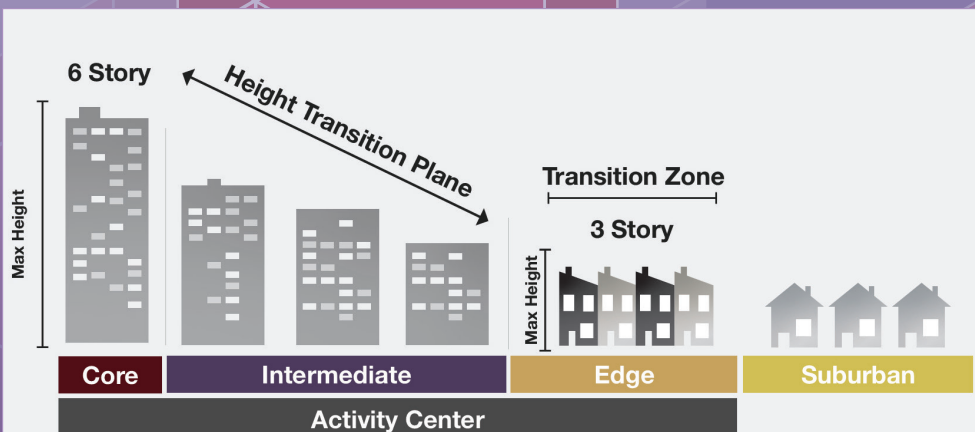 6 Story
Height Transition Plane
Max Height
Transition Zone
3 Story
Max Height
Core
Intermediate
Edge
Suburban
Activity Center